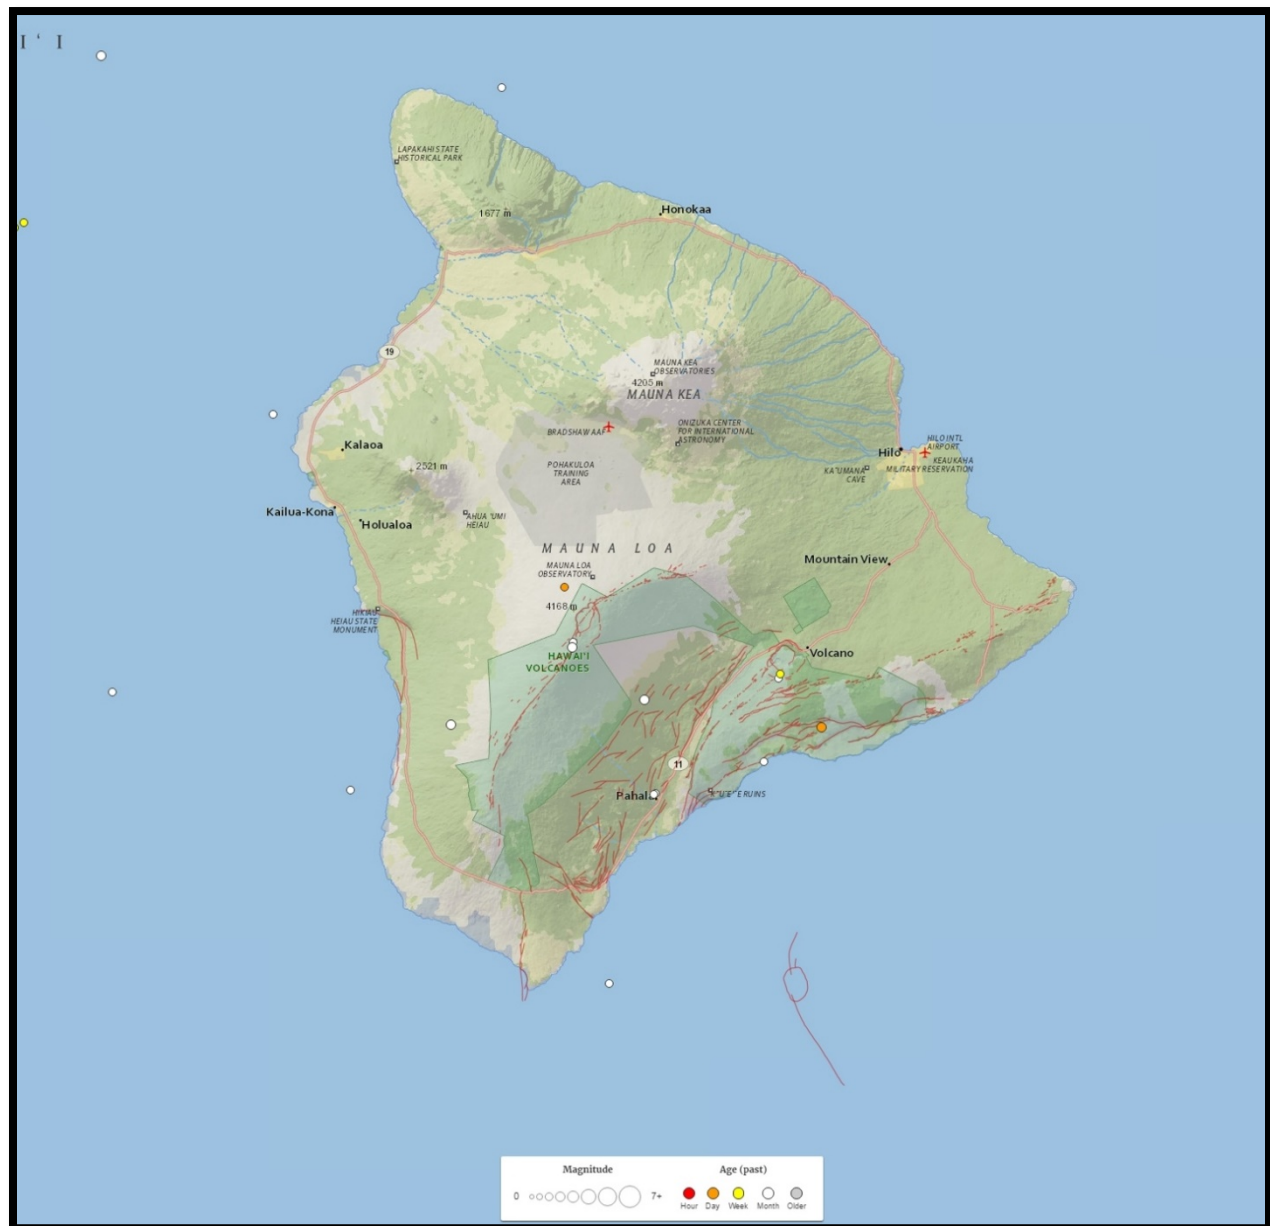 I ʻ I
LAPAKAHI STATE
HISTORICAL PARK
1677 m
Honokaa
19
MAUNA KEA
OBSERVATORIES
4205 m
MAUNA KEA
BRADSHAW AAF
ONIZUKA CENTER
FOR INTERNATIONAL
ASTRONOMY
Kalaoa
2521 m
POHAKULOA
TRAINING
AREA
Hilo
HILO INTL
AIRPORT
KEAUKAHA
MILITARY RESERVATION
KA'UMANA
CAVE
Kailua-Kona
Holualoa
AHUA 'UMI
HEIAU
MAUNA LOA
MAUNA LOA
OBSERVATORY
Mountain View
4168 m
HIKIAU
HEIAU STATE
MONUMENT
HAWAI'I
VOLCANOES
Volcano
11
Pahala
RUINS
Magnitude
0
7+
Age (past)
Hour
Day
Week
Month
Older